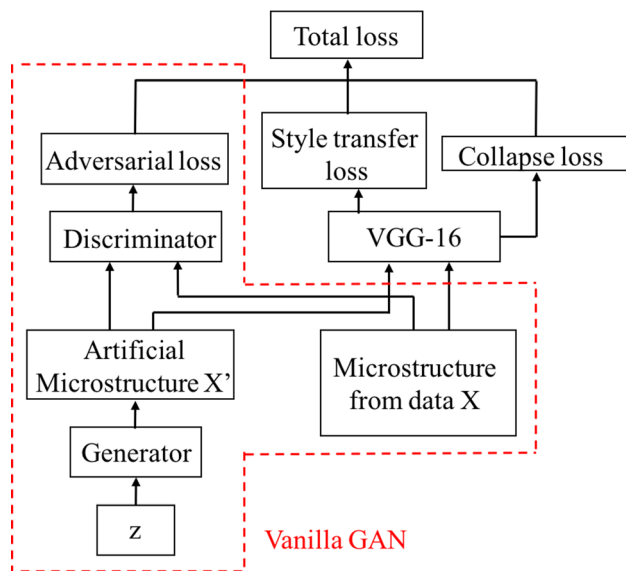 Total loss
Adversarial loss
Style transfer
loss
Collapse loss
Discriminator
VGG-16
Artificial
Microstructure X’
Microstructure
from data X
Generator
z
Vanilla GAN